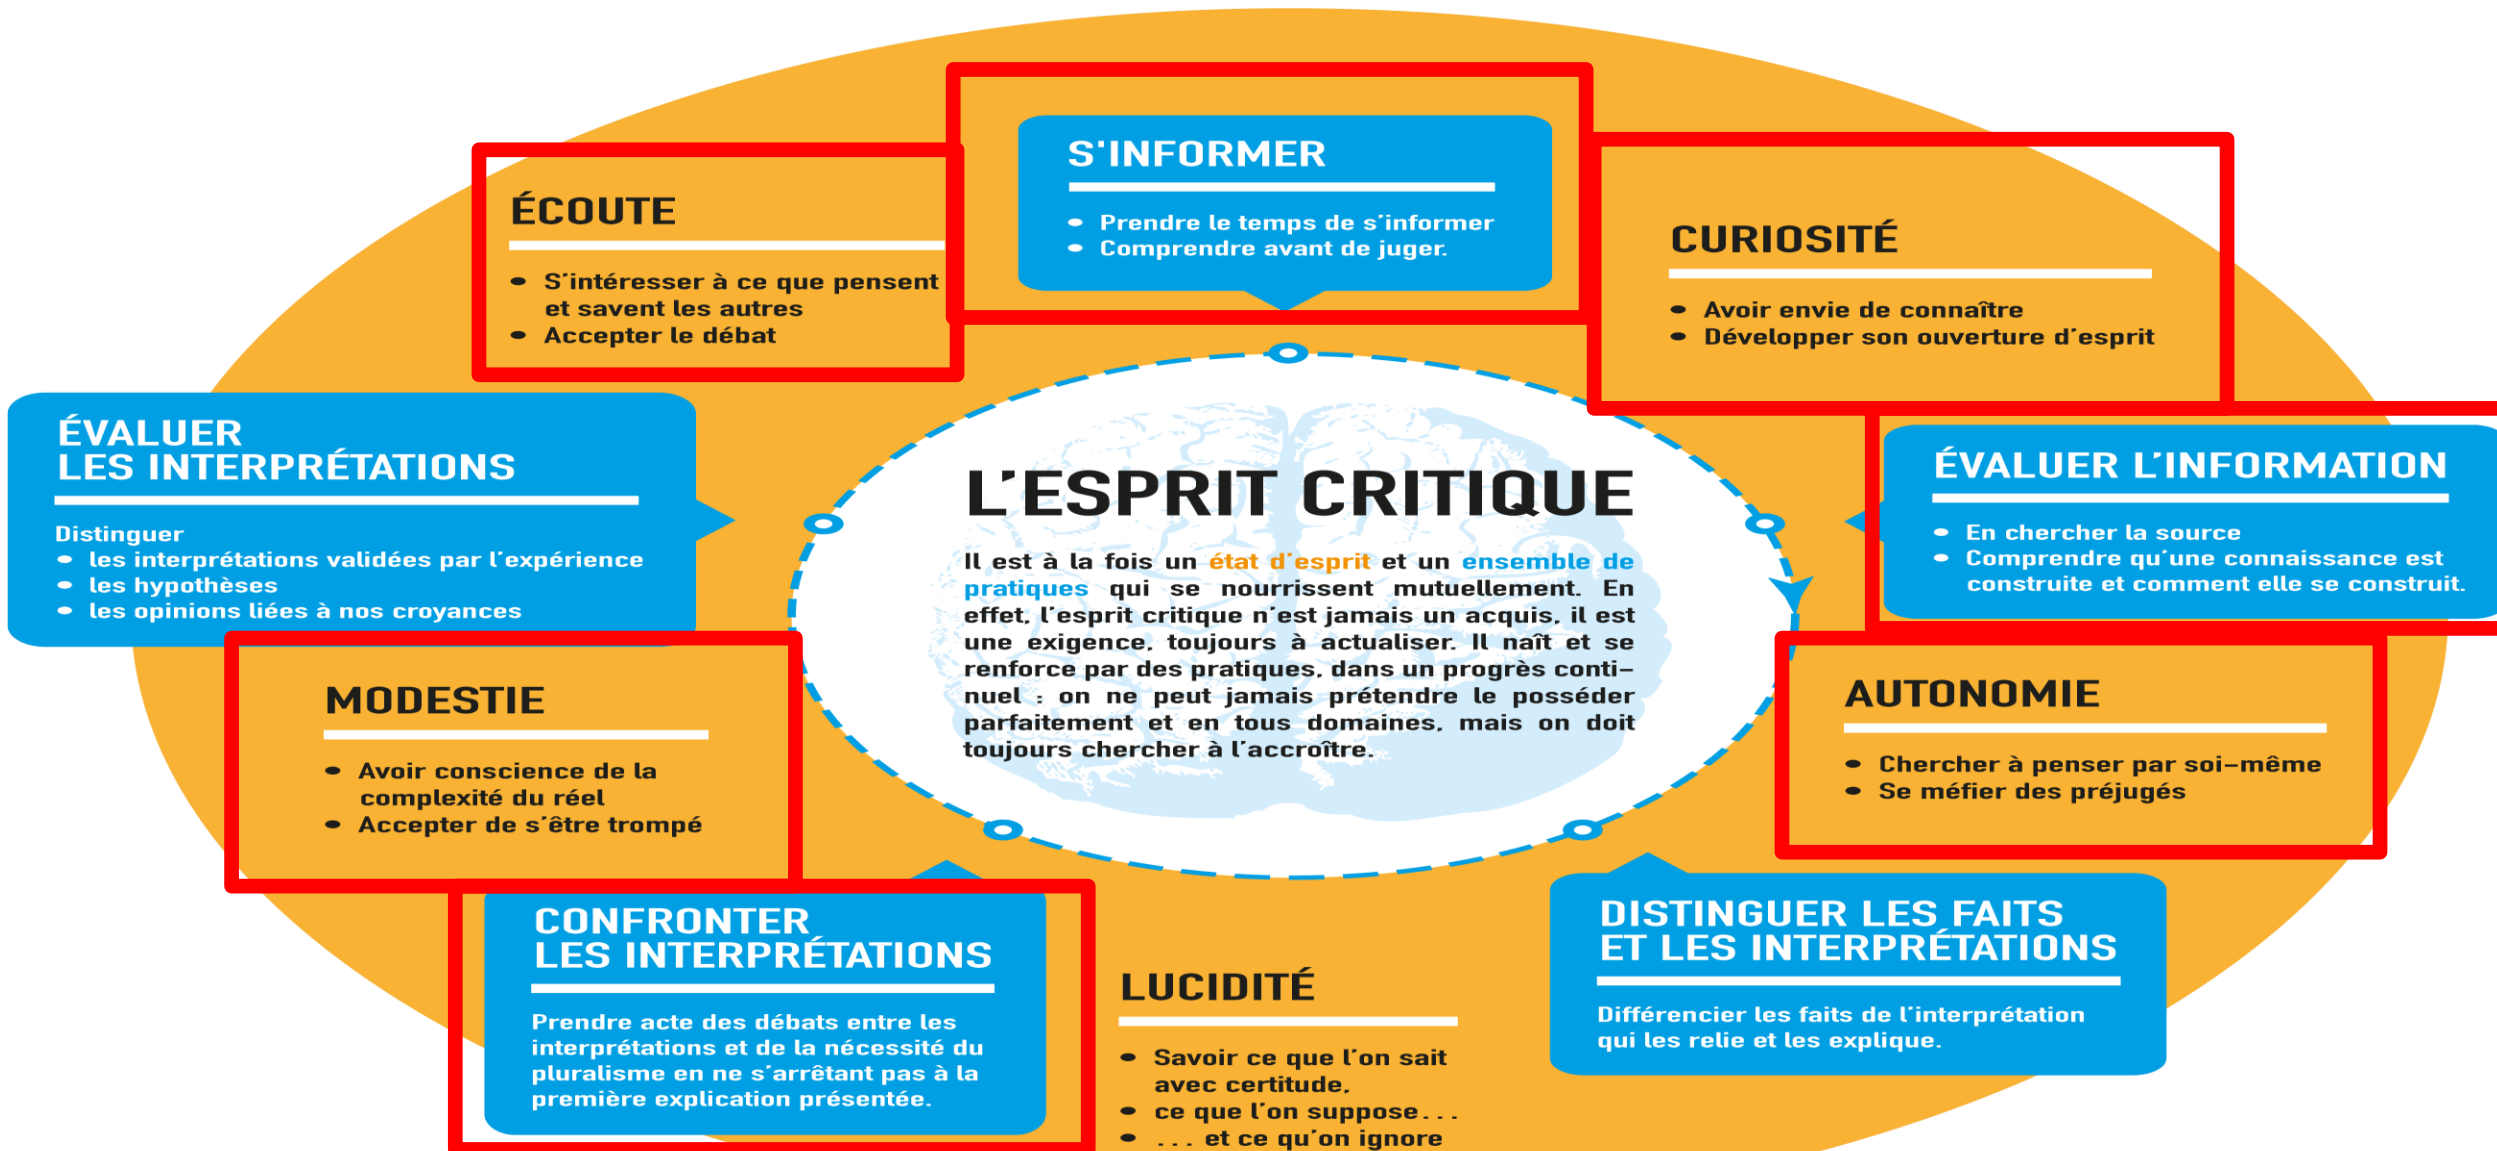 S'INFORMER
• Prendre le temps de s'informer
• Comprendre avant de juger.
ÉCOUTE
• S'intéresser à ce que pensent
et savent les autres
• Accepter le débat
CURIOSITÉ
• Avoir envie de connaître
• Développer son ouverture d'esprit
ÉVALUER
LES INTERPRÉTATIONS
Distinguer
• les interprétations validées par l'expérience
• les hypothèses
• les opinions liées à nos croyances
L'ESPRIT CRITIQUE
Il est à la fois un état d'esprit et un ensemble de
pratiques qui se nourrissent mutuellement. En
effet, l'esprit critique n'est jamais un acquis, il est
une exigence, toujours à actualiser. Il naît et se
renforce par des pratiques, dans un progrès conti-
nuel : on ne peut jamais prétendre le posséder
parfaitement et en tous domaines, mais on doit
toujours chercher à l'accroître.
ÉVALUER L'INFORMATION
• En chercher la source
• Comprendre qu'une connaissance est
construite et comment elle se construit.
MODESTIE
• Avoir conscience de la
complexité du réel
• Accepter de s'être trompé
AUTONOMIE
• Chercher à penser par soi-même
• Se méfier des préjugés
CONFRONTER
LES INTERPRÉTATIONS
Prendre acte des débats entre les
interprétations et de la nécessité du
pluralisme en ne s'arrêtant pas à la
première explication présentée.
LUCIDITÉ
• Savoir ce que l'on sait
avec certitude,
• ce que l'on suppose...
• ... et ce qu'on ignore
DISTINGUER LES FAITS
ET LES INTERPRÉTATIONS
Différencier les faits de l'interprétation
qui les relie et les explique.